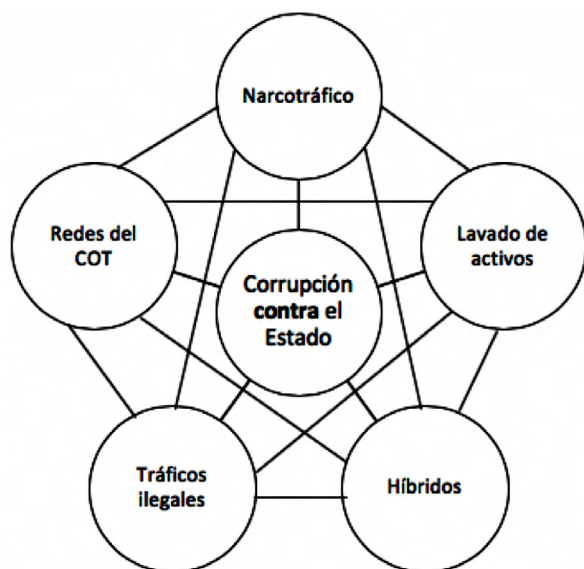 Narcotráfico
Redes del
COT
Lavado de
activos
Corrupción
contra el
Estado
Tráficos
ilegales
Híbridos